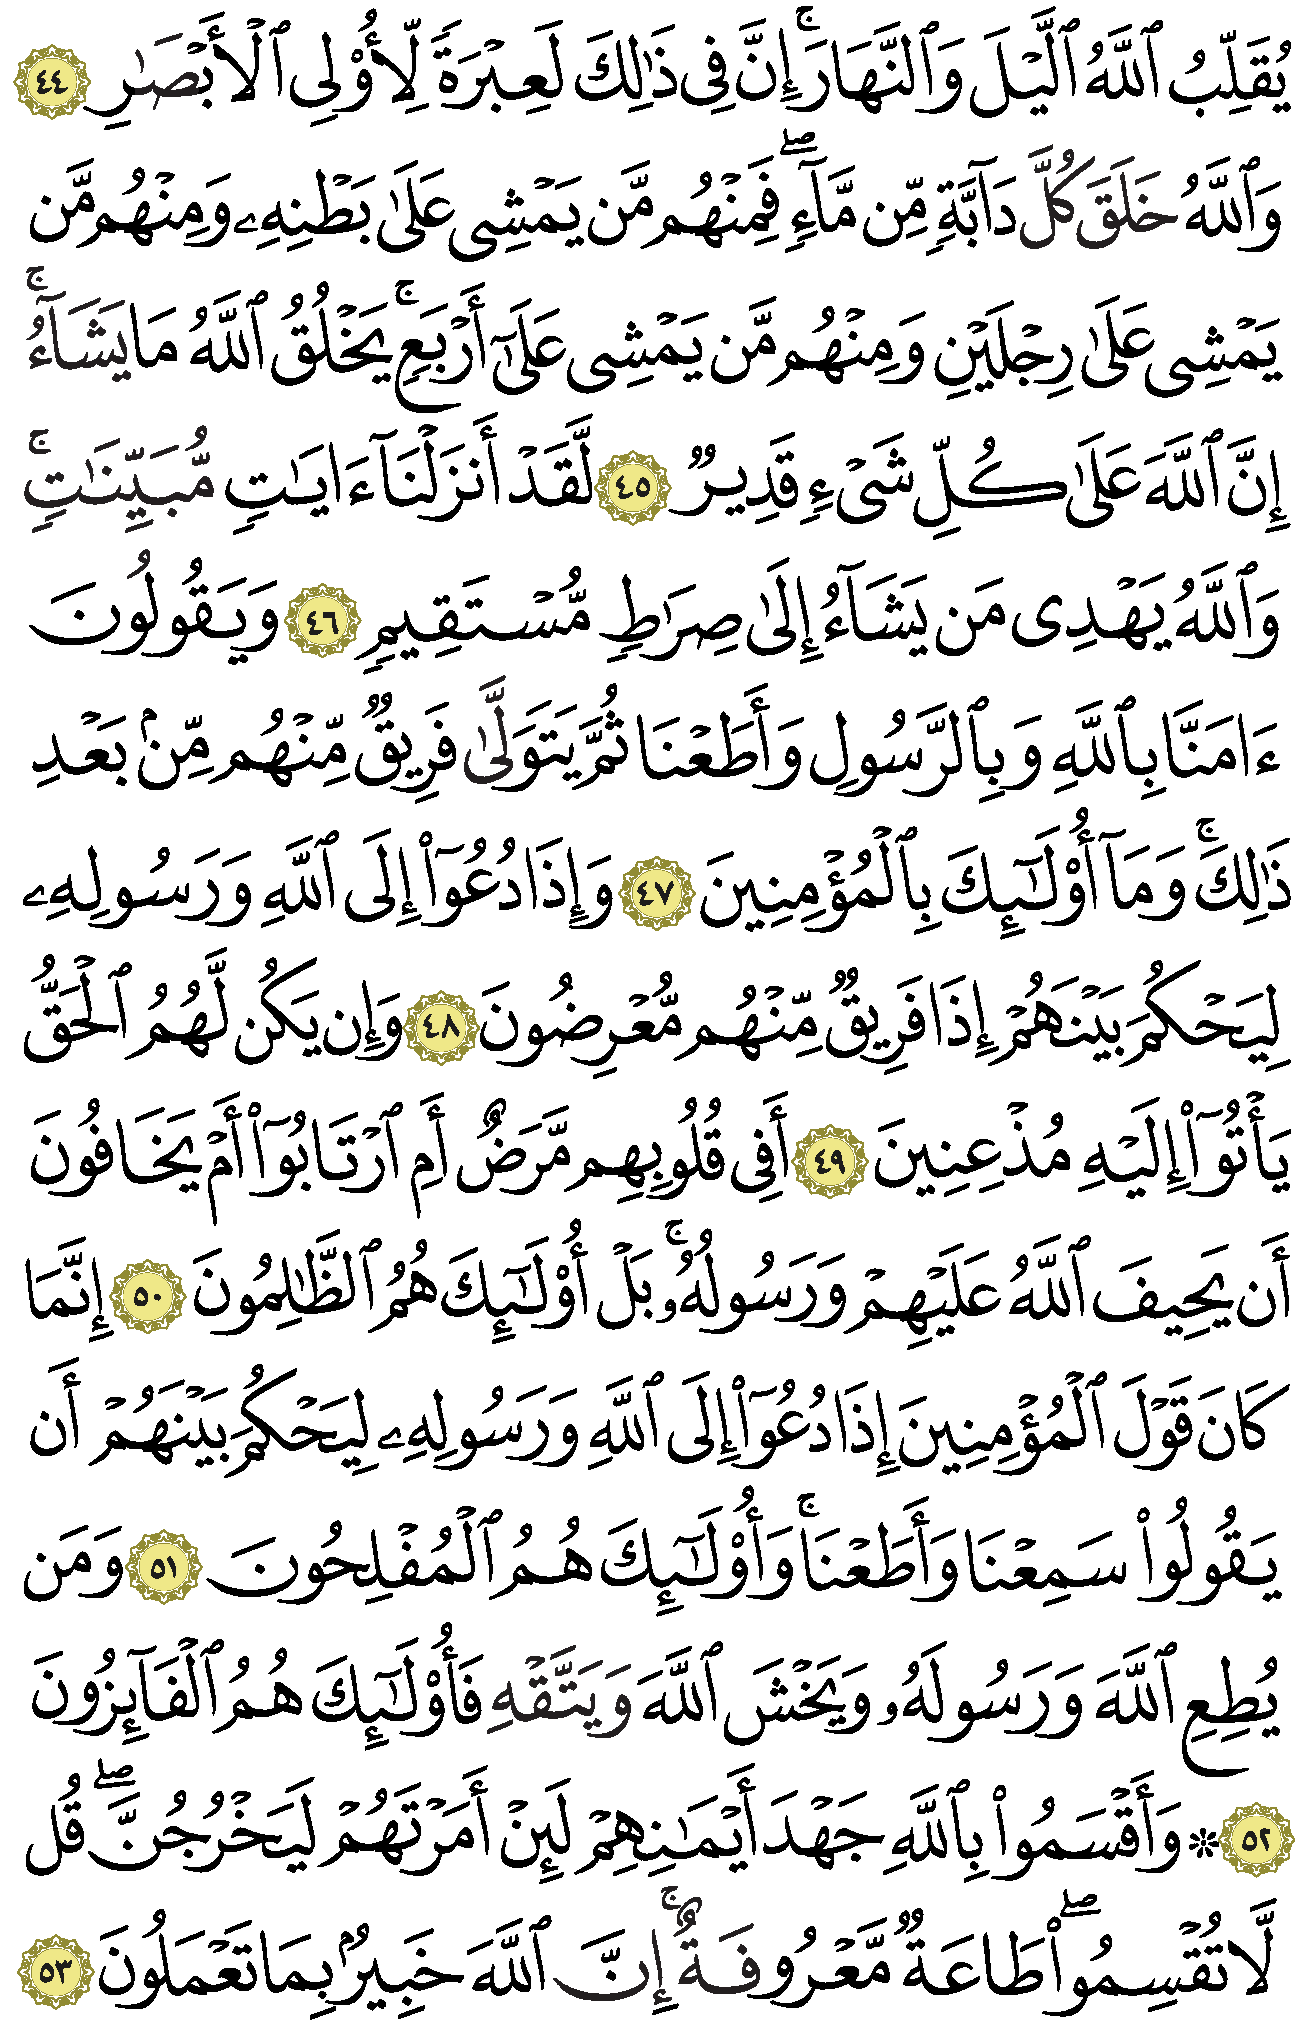 يُقَلِّبُ ٱللَّهُ ٱلَّيْلَ وَٱلنَّهَارَۚ إِنَّ فِى ذَٰلِكَ لَعِبْرَةً لِّأُو۟لِى ٱلْأَبْصَـٰرِ ٤٤
وَٱللَّهُ خَلَقَ كُلَّ دَآبَّةٍ مِّن مَّآءٍۖ فَمِنْهُم مَّن يَمْشِى عَلَىٰ بَطْنِهِۦ وَمِنْهُم مَّن
يَمْشِى عَلَىٰ رِجْلَيْنِ وَمِنْهُم مَّن يَمْشِى عَلَىٰٓ أَرْبَعٍۚ يَخْلُقُ ٱللَّهُ مَا يَشَآءُۚ
إِنَّ ٱللَّهَ عَلَىٰ كُلِّ شَىْءٍ قَدِيرٌ ٤٥ لَّقَدْ أَنزَلْنَآ ءَايَـٰتٍ مُّبَيِّنَـٰتٍۚ
وَٱللَّهُ يَهْدِى مَن يَشَآءُ إِلَىٰ صِرَٰطٍ مُّسْتَقِيمٍ ٤٦ وَيَقُولُونَ
ءَامَنَّا بِٱللَّهِ وَبِٱلرَّسُولِ وَأَطَعْنَا ثُمَّ يَتَوَلَّىٰ فَرِيقٌ مِّنْهُم مِّنۢ بَعْدِ
ذَٰلِكَۚ وَمَآ أُو۟لَـٰٓئِكَ بِٱلْمُؤْمِنِينَ ٤٧ وَإِذَا دُعُوٓا۟ إِلَى ٱللَّهِ وَرَسُولِهِۦ
لِيَحْكُمَ بَيْنَهُمْ إِذَا فَرِيقٌ مِّنْهُم مُّعْرِضُونَ ٤٨ وَإِن يَكُن لَّهُمُ ٱلْحَقُّ
يَأْتُوٓا۟ إِلَيْهِ مُذْعِنِينَ ٤٩ أَفِى قُلُوبِهِم مَّرَضٌ أَمِ ٱرْتَابُوٓا۟ أَمْ يَخَافُونَ
أَن يَحِيفَ ٱللَّهُ عَلَيْهِمْ وَرَسُولُهُۥۚ بَلْ أُو۟لَـٰٓئِكَ هُمُ ٱلظَّـٰلِمُونَ ٥٠ إِنَّمَا
كَانَ قَوْلَ ٱلْمُؤْمِنِينَ إِذَا دُعُوٓا۟ إِلَى ٱللَّهِ وَرَسُولِهِۦ لِيَحْكُمَ بَيْنَهُمْ أَن
يَقُولُوا۟ سَمِعْنَا وَأَطَعْنَاۚ وَأُو۟لَـٰٓئِكَ هُمُ ٱلْمُفْلِحُونَ ٥١ وَمَن
يُطِعِ ٱللَّهَ وَرَسُولَهُۥ وَيَخْشَ ٱللَّهَ وَيَتَّقْهِ فَأُو۟لَـٰٓئِكَ هُمُ ٱلْفَآئِزُونَ
٥٢ ۞ وَأَقْسَمُوا۟ بِٱللَّهِ جَهْدَ أَيْمَـٰنِهِمْ لَئِنْ أَمَرْتَهُمْ لَيَخْرُجُنَّۖ قُل
لَّا تُقْسِمُوا۟ۖ طَاعَةٌ مَّعْرُوفَةٌۚ إِنَّ ٱللَّهَ خَبِيرٌۢ بِمَا تَعْمَلُونَ ٥٣